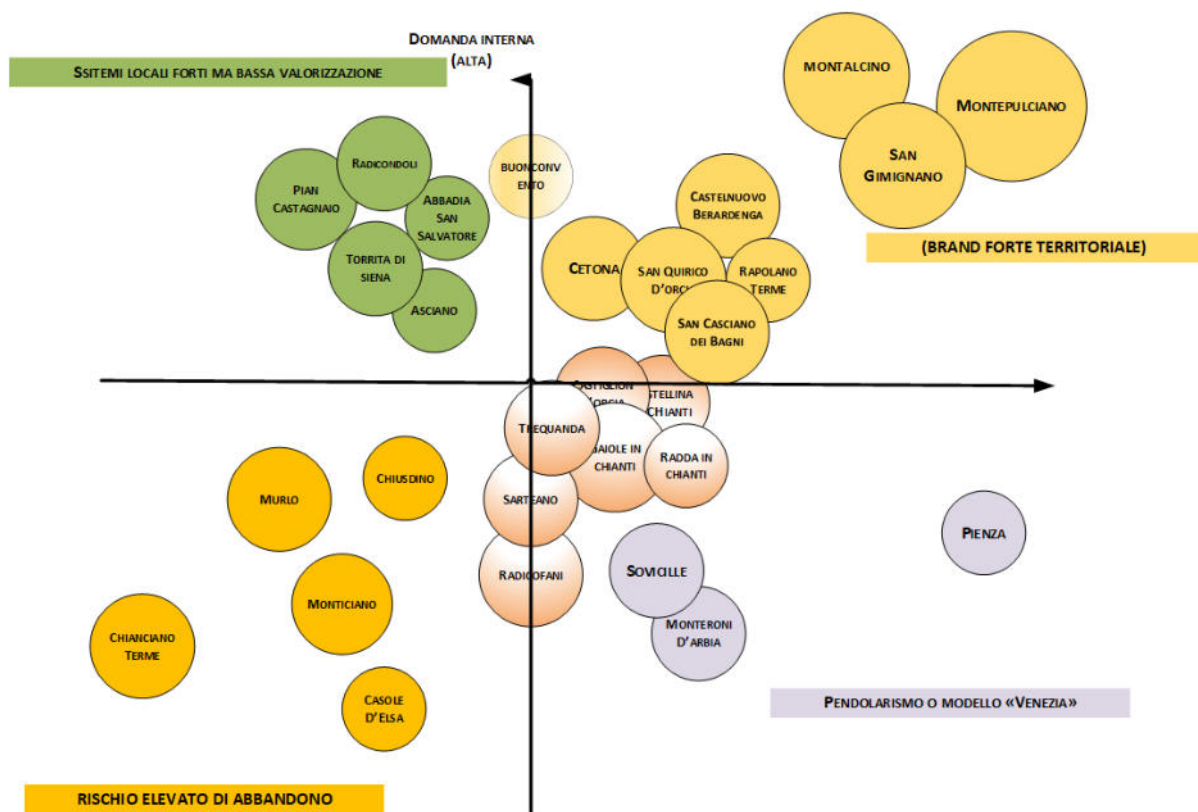 DOMANDA INTERNA
(ALTA)
SSITEMI LOCALI FORTI MA BASSA VALORIZZAZIONE
MONTALCINO
MONTEPULCIANO
SAN
GIMIGNANO
BUONCONV
ENTO
RADICONDOLI
PIAN
CASTAGNAIO
ABBADIA
SAN
SALVATORE
CASTELNUOVO
BERARDENGA
(BRAND FORTE TERRITORIALE)
TORRITA DI
SIENA
CETONA
SAN QUIRICO
D'ORCI
RAPOLANO
TERME
ASCIANO
SAN CASCIANO
DEI BAGNI
CASTIGLION
STELLINA
CHIANTI
TREQUANDA
GAIOLE IN
CHIANTI
RADDA IN
CHIANTI
CHIUSDINO
MURLO
SARTEANO
PIENZA
RADICOFANI
SOVICILLE
MONTICIANO
MONTERONI
D'ARBIA
CHIANCIANO
TERME
CASOLE
D'ELSA
PENDOLARISMO O MODELLO «VENEZIA»
RISCHIO ELEVATO DI ABBANDONO